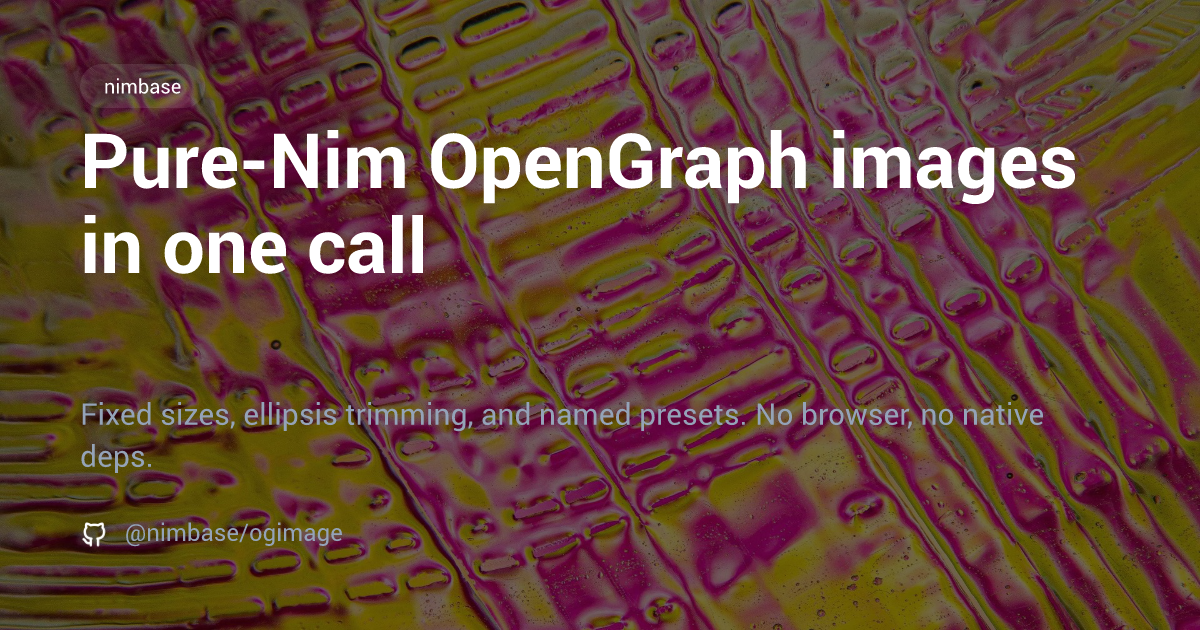 nimbase
Pure-Nim OpenGraph images
in one call
Fixed sizes, ellipsis trimming, and named presets. No browser, no native
deps.
@nimbase/ogimage